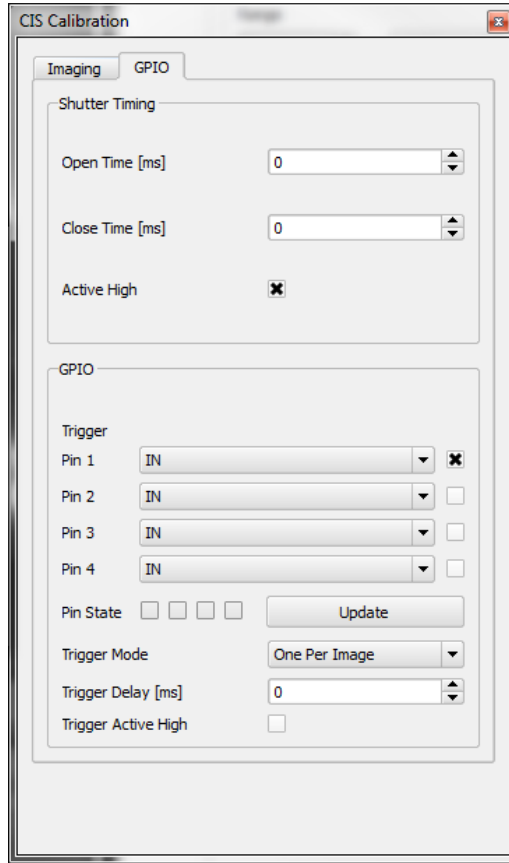 CIS Calibration
Imaging GPIO
Shutter Timing
Open Time [ms] 0
Close Time [ms] 0
Active High
GPIO
Trigger
Pin 1 IN
Pin 2 IN
Pin 3 IN
Pin 4 IN
Pin State Update
Trigger Mode One Per Image
Trigger Delay [ms] 0
Trigger Active High